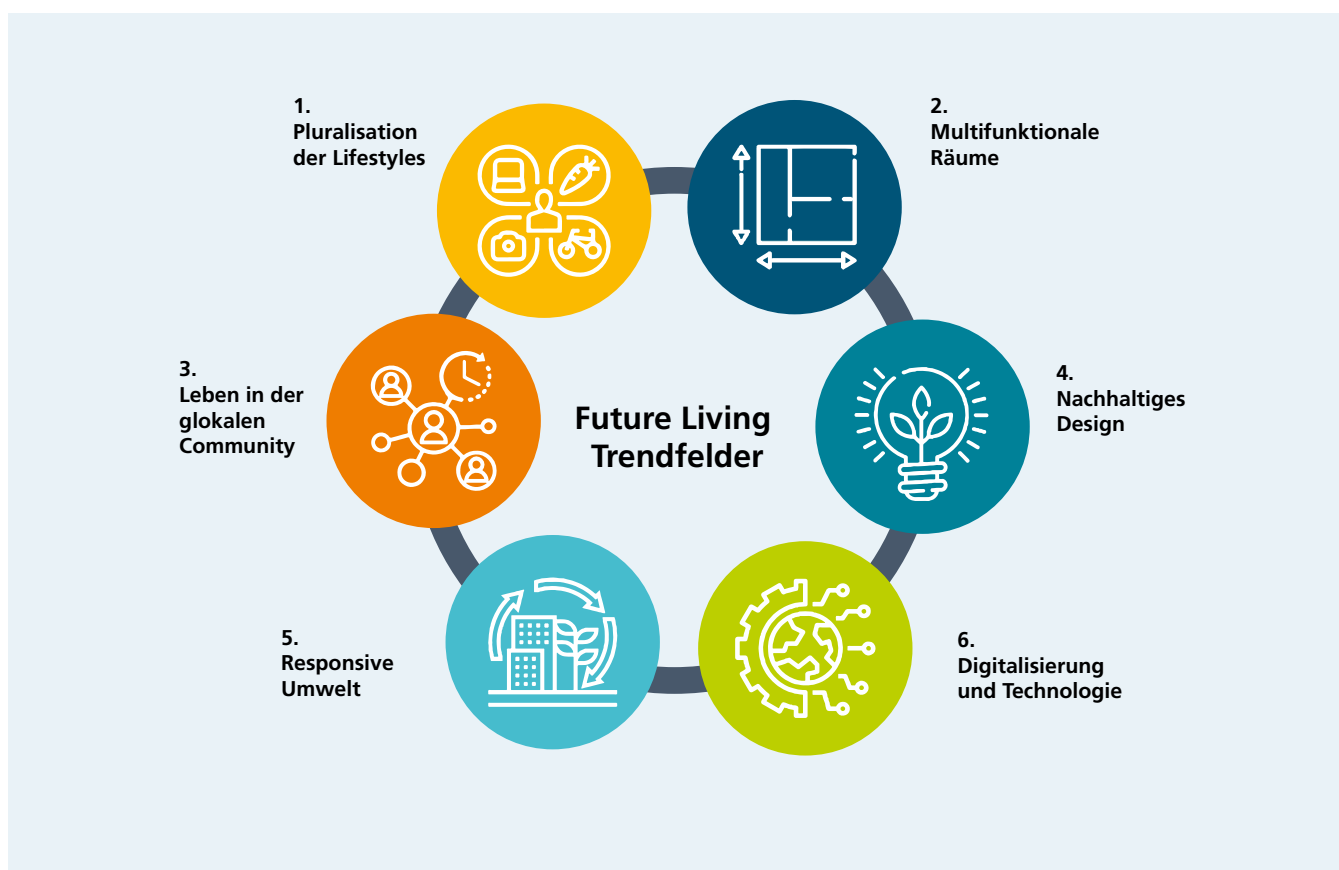 1.
Pluralisation
der Lifestyles
2.
Multifunktionale
Räume
3.
Leben in der
glokalen
Community
Future Living
Trendfelder
4.
Nachhaltiges
Design
5.
Responsive
Umwelt
6.
Digitalisierung
und Technologie